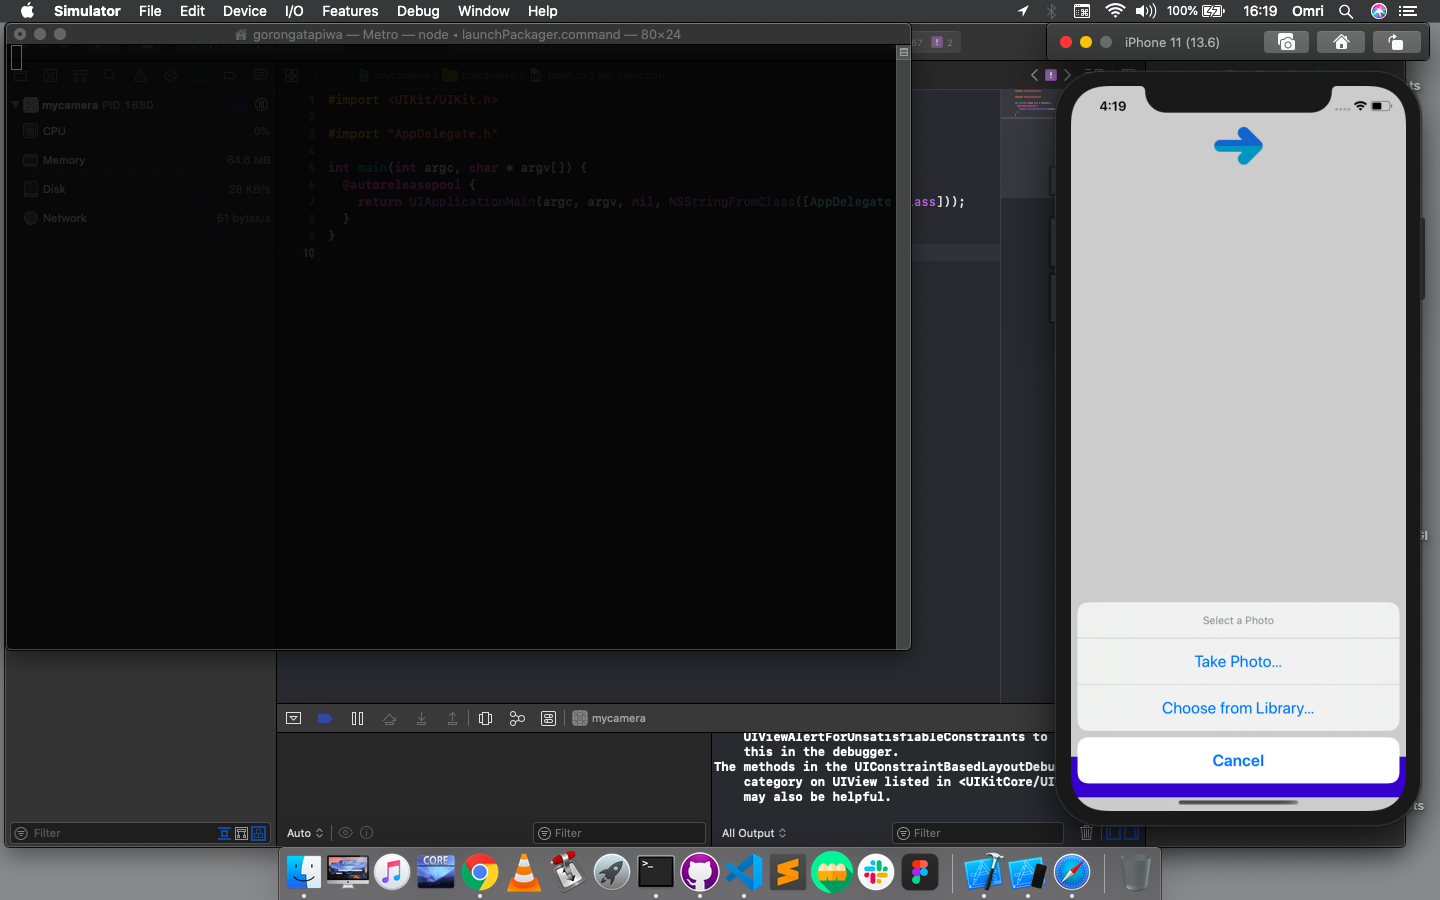 Simulator File Edit Device I/O Features Debug Window Help 100% 16:19 Omri
gorongatapiwa — Metro — node ◂ launchPackager.command — 80×24
2
iPhone 11 (13.6)
mycamera mycamera main.m No Selection
mycamera PID 1680
CPU 0%
Memory 64.6 MB
Disk 28 KB/s
Network 61 bytes/s
1 #import <UIKit/UIKit.h>
2
3 #import "AppDelegate.h"
4
5 int main(int argc, char * argv[]) {
6 @autoreleasepool {
7 return UIApplicationMain(argc, argv, nil, NSStringFromClass([AppDelegate class]));
8 }
9 }
10
4:19
Select a Photo
Take Photo...
Choose from Library...
Cancel
mycamera
UIViewAlertForUnsatisfiableConstraints to
this in the debugger.
The methods in the UIConstraintBasedLayoutDebu
category on UIView listed in <UIKitCore/UI
may also be helpful.
Filter
Auto
Filter
All Output
Filter
CORE